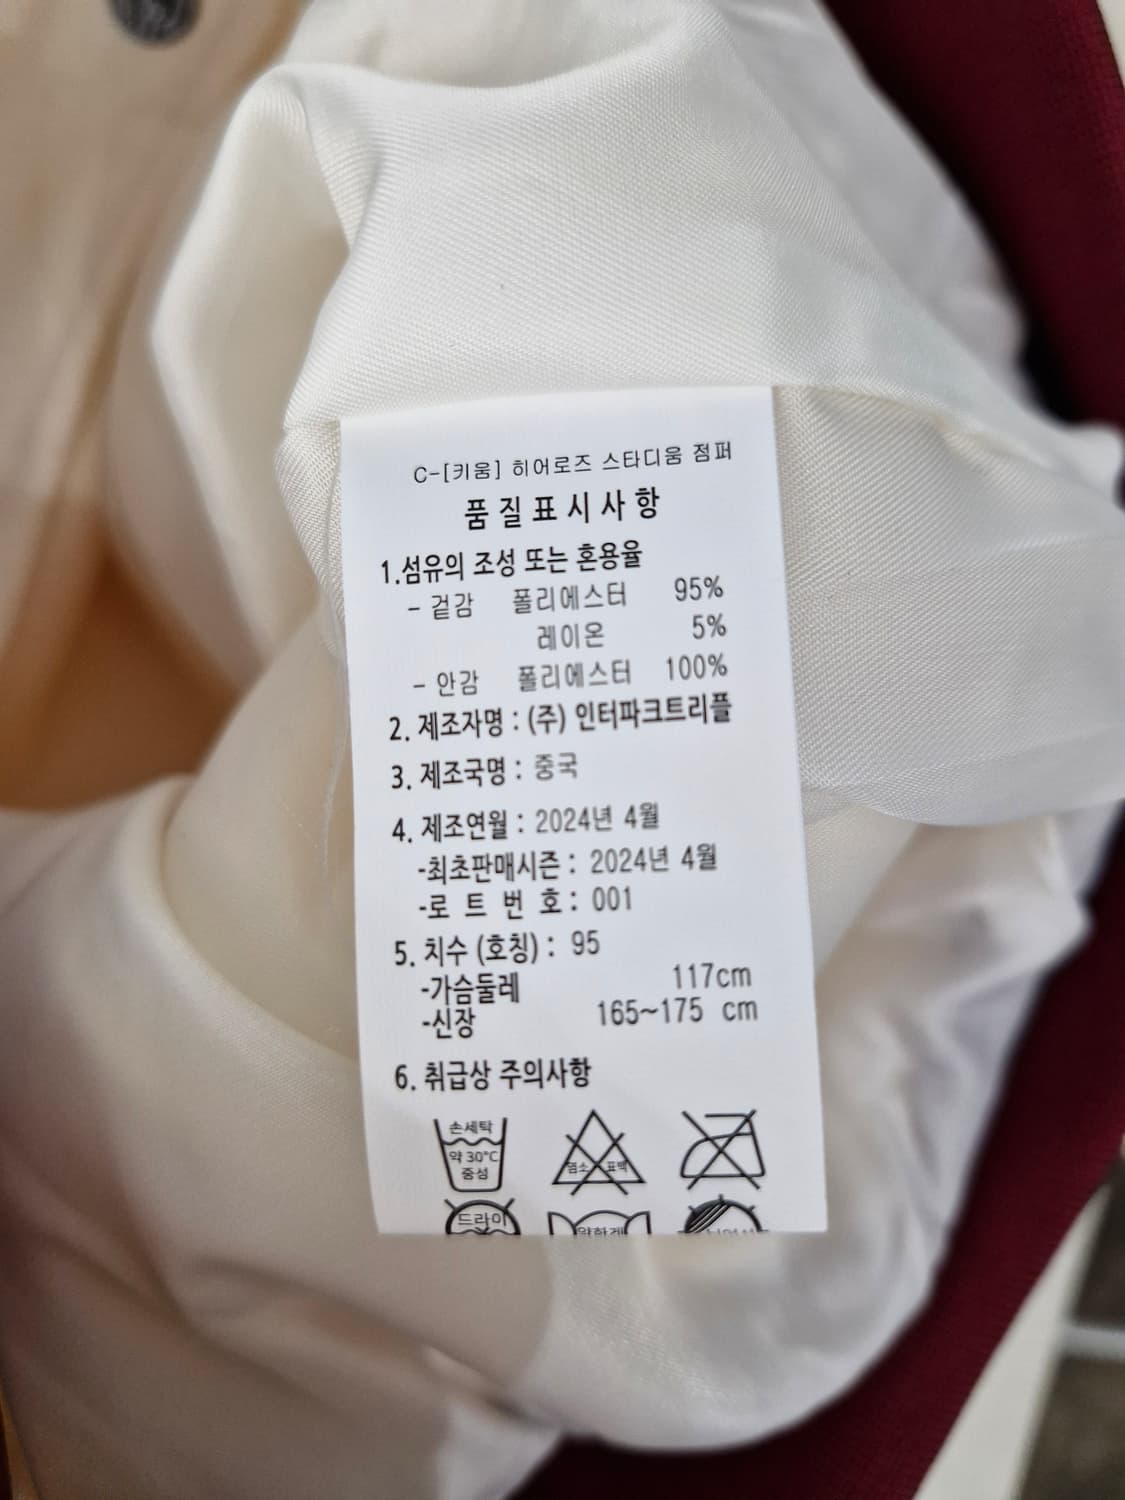 C-[키움] 히어로즈 스타디움 점퍼
품질표시사항
1.섬유의 조성 또는 혼용율
- 겉감 폴리에스터 95%
레이온 5%
- 안감 폴리에스터 100%
2. 제조자명 : (주) 인터파크트리플
3. 제조국명 : 중국
4. 제조연월 : 2024년 4월
-최초판매시즌 : 2024년 4월
-로 트 번 호 : 001
5. 치수 (호칭) : 95
-가슴둘레 117cm
-신장 165~175 cm
6. 취급상 주의사항
손세탁
약 30°C
중성
염소 표백
드라이